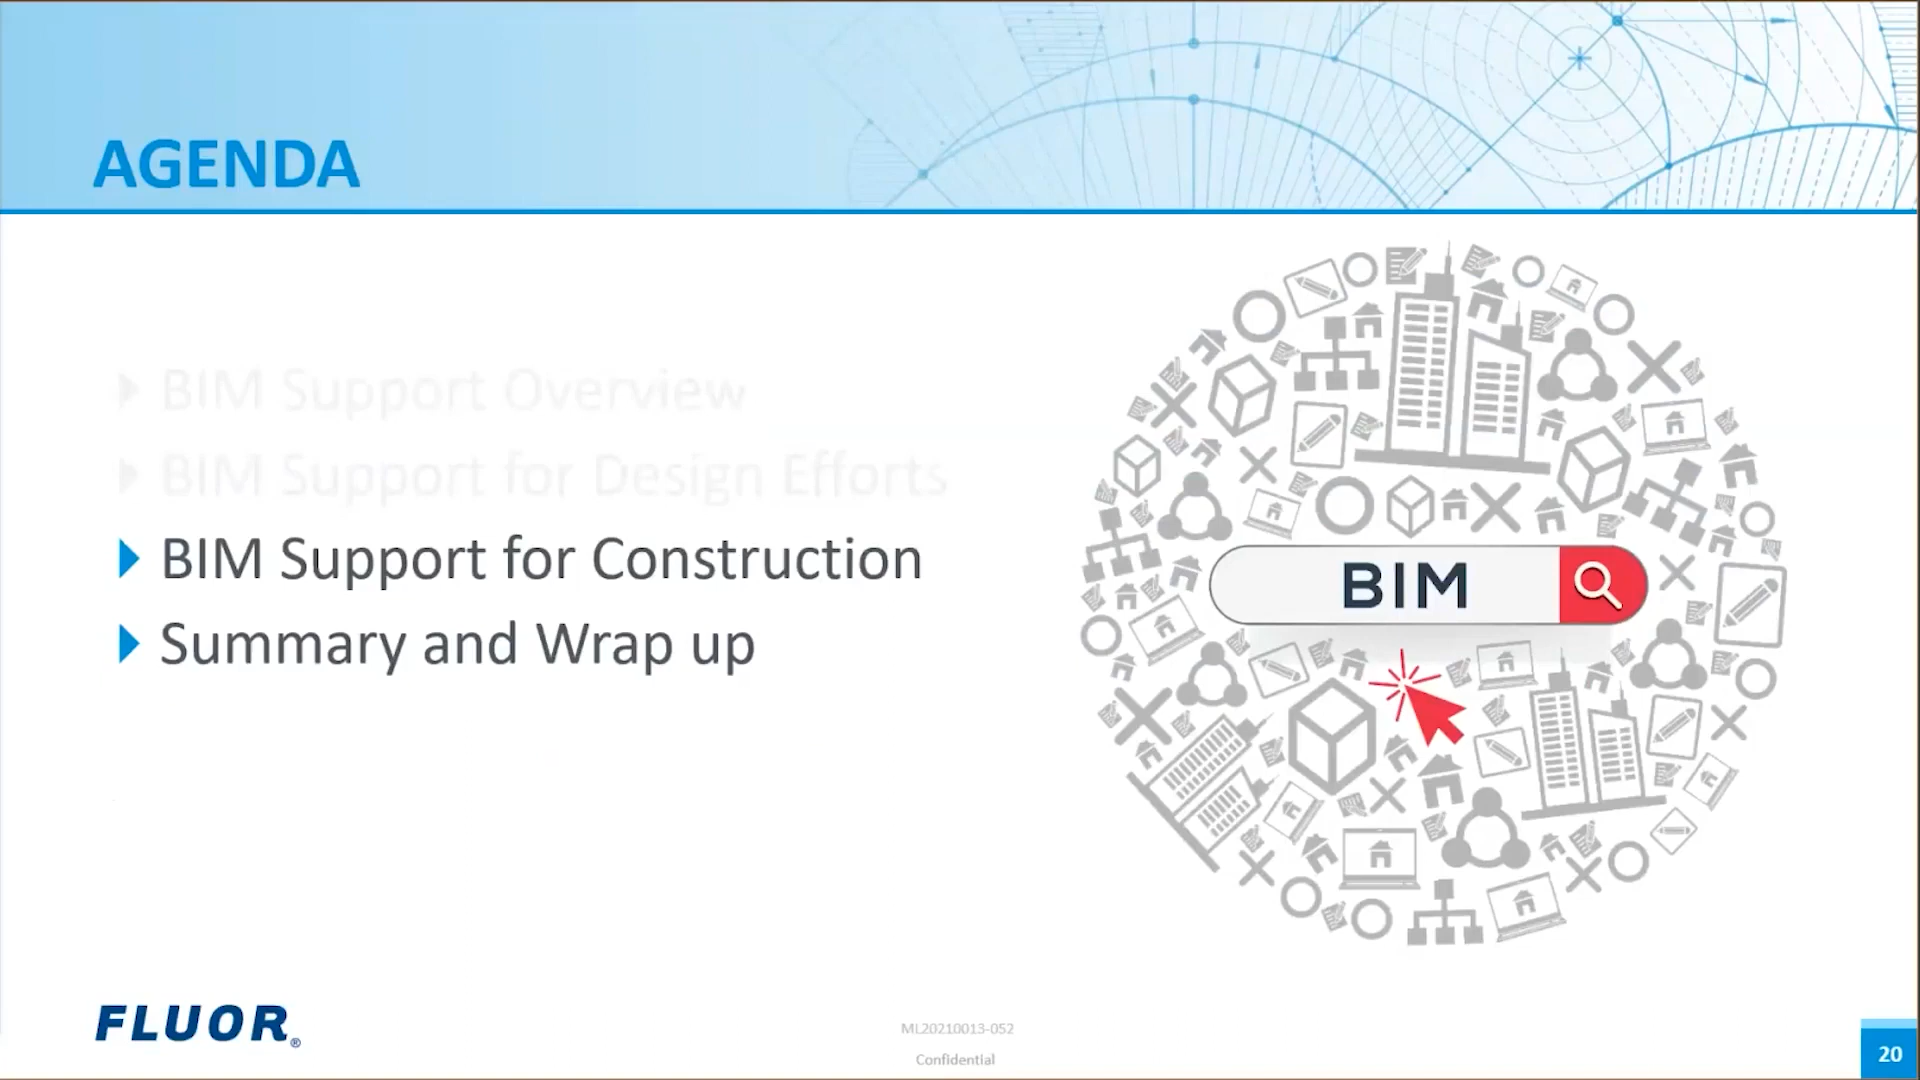 AGENDA
BIM Support Overview
BIM Support for Design Efforts
BIM Support for Construction
Summary and Wrap up
BIM
FLUOR®
ML20210013-052
Confidential
20